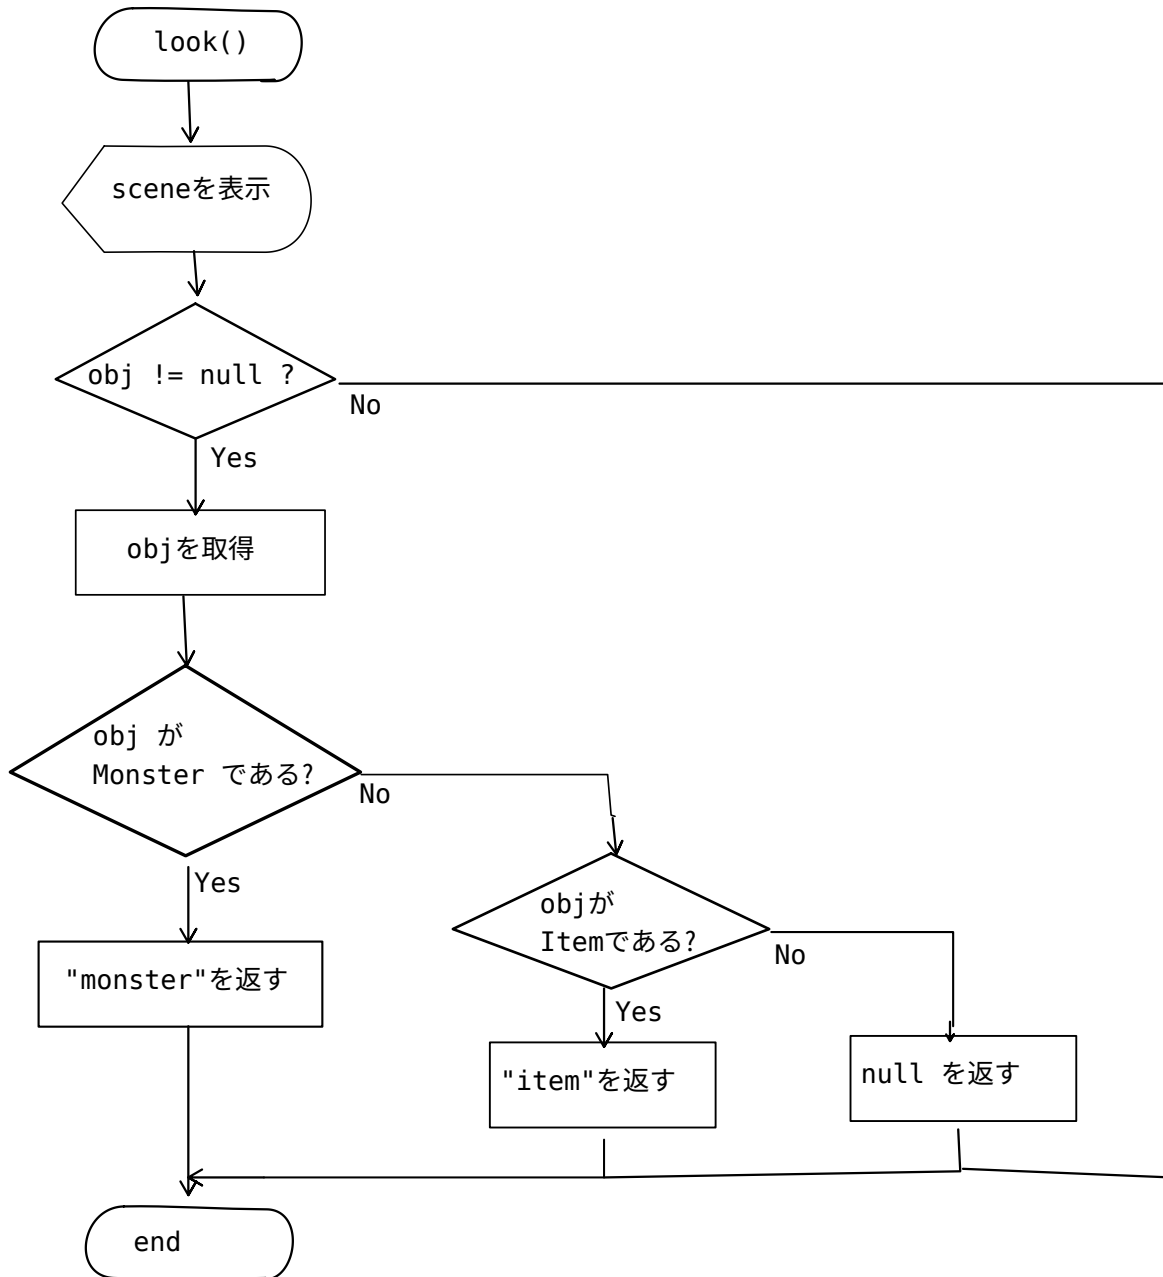 look()
sceneを表示
obj != null ?
No
Yes
objを取得
obj が
Monster である?
No
Yes
objが
Itemである?
No
"monster"を返す
Yes
"item"を返す
null を返す
end